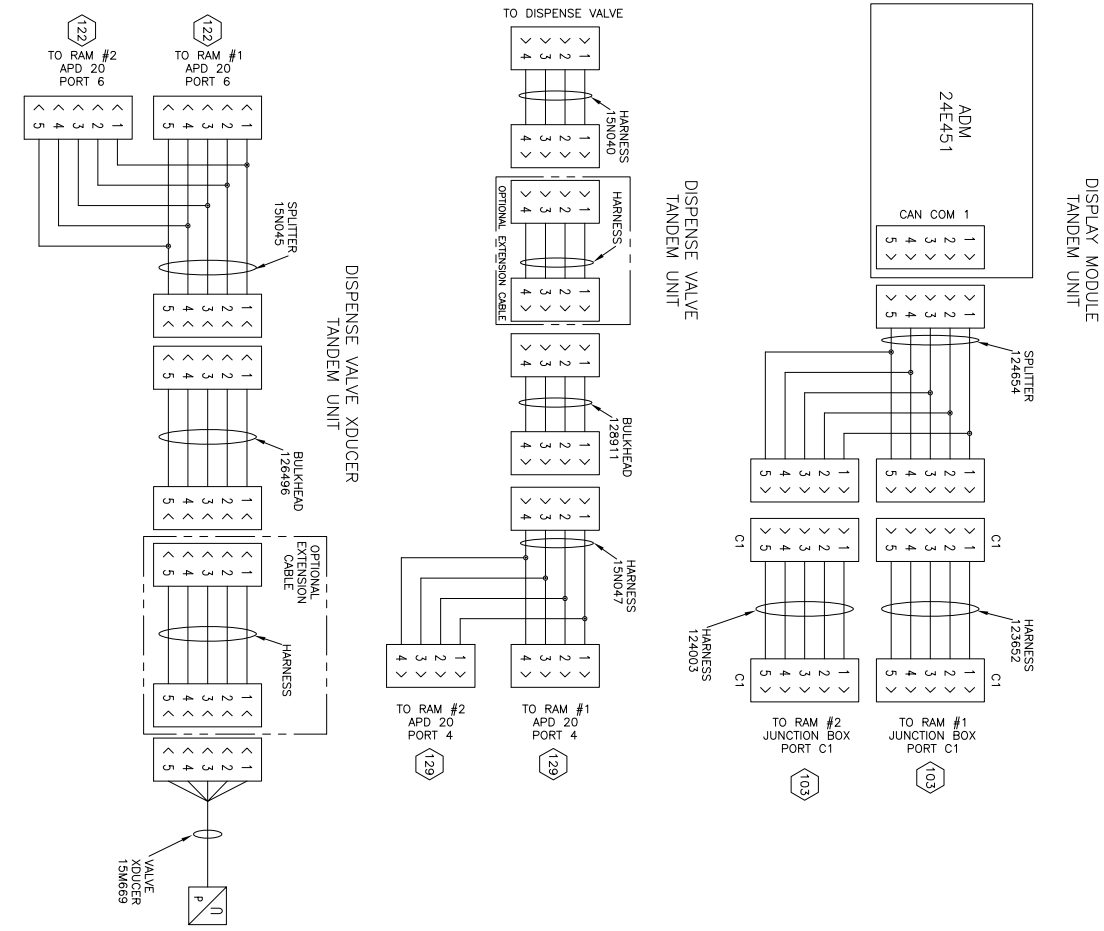 DISPLAY MODULE
TANDEM UNIT
ADM
24E451
CAN COM 1
1 2 3 4 5
1 2 3 4 5
SPLITTER
124654
1 2 3 4 5
1 2 3 4 5
C1
C1
1 2 3 4 5
1 2 3 4 5
HARNESS
123652
HARNESS
124003
1 2 3 4 5
1 2 3 4 5
C1
C1
TO RAM #1
JUNCTION BOX
PORT C1
103
TO RAM #2
JUNCTION BOX
PORT C1
103
DISPENSE VALVE
TANDEM UNIT
TO DISPENSE VALVE
1 2 3 4
HARNESS
15N040
1 2 3 4
1 2 3 4
HARNESS
OPTIONAL EXTENSION CABLE
1 2 3 4
1 2 3 4
BULKHEAD
128911
1 2 3 4
1 2 3 4
HARNESS
15N047
1 2 3 4
1 2 3 4
TO RAM #1
APD 20
PORT 4
129
TO RAM #2
APD 20
PORT 4
129
DISPENSE VALVE XDUCER
TANDEM UNIT
122
TO RAM #1
APD 20
PORT 6
122
TO RAM #2
APD 20
PORT 6
1 2 3 4 5
1 2 3 4 5
SPLITTER
15N045
1 2 3 4 5
1 2 3 4 5
BULKHEAD
126496
1 2 3 4 5
OPTIONAL
EXTENSION
CABLE
1 2 3 4 5
HARNESS
1 2 3 4 5
1 2 3 4 5
VALVE
XDUCER
15M669
U
P